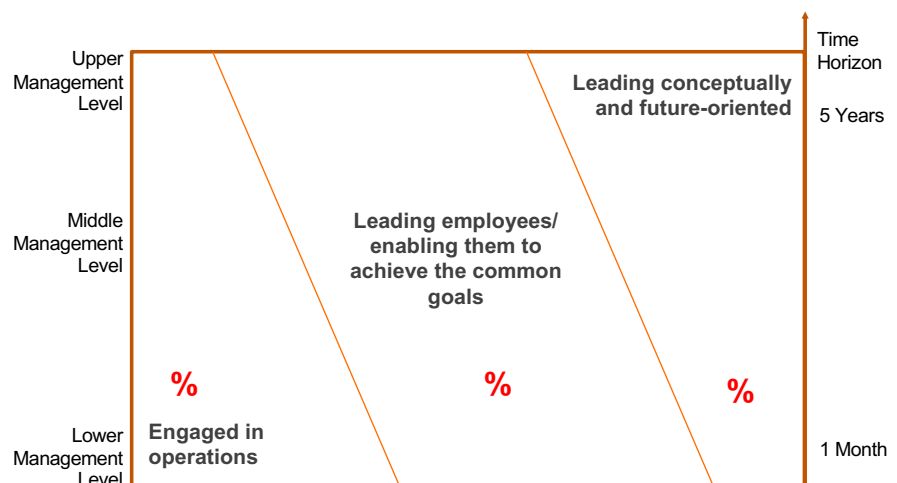 Upper
Management
Level
Time
Horizon
Leading conceptually
and future-oriented
5 Years
Middle
Management
Level
Leading employees/
enabling them to
achieve the common
goals
%
%
%
Lower
Management
Level
Engaged in
operations
1 Month